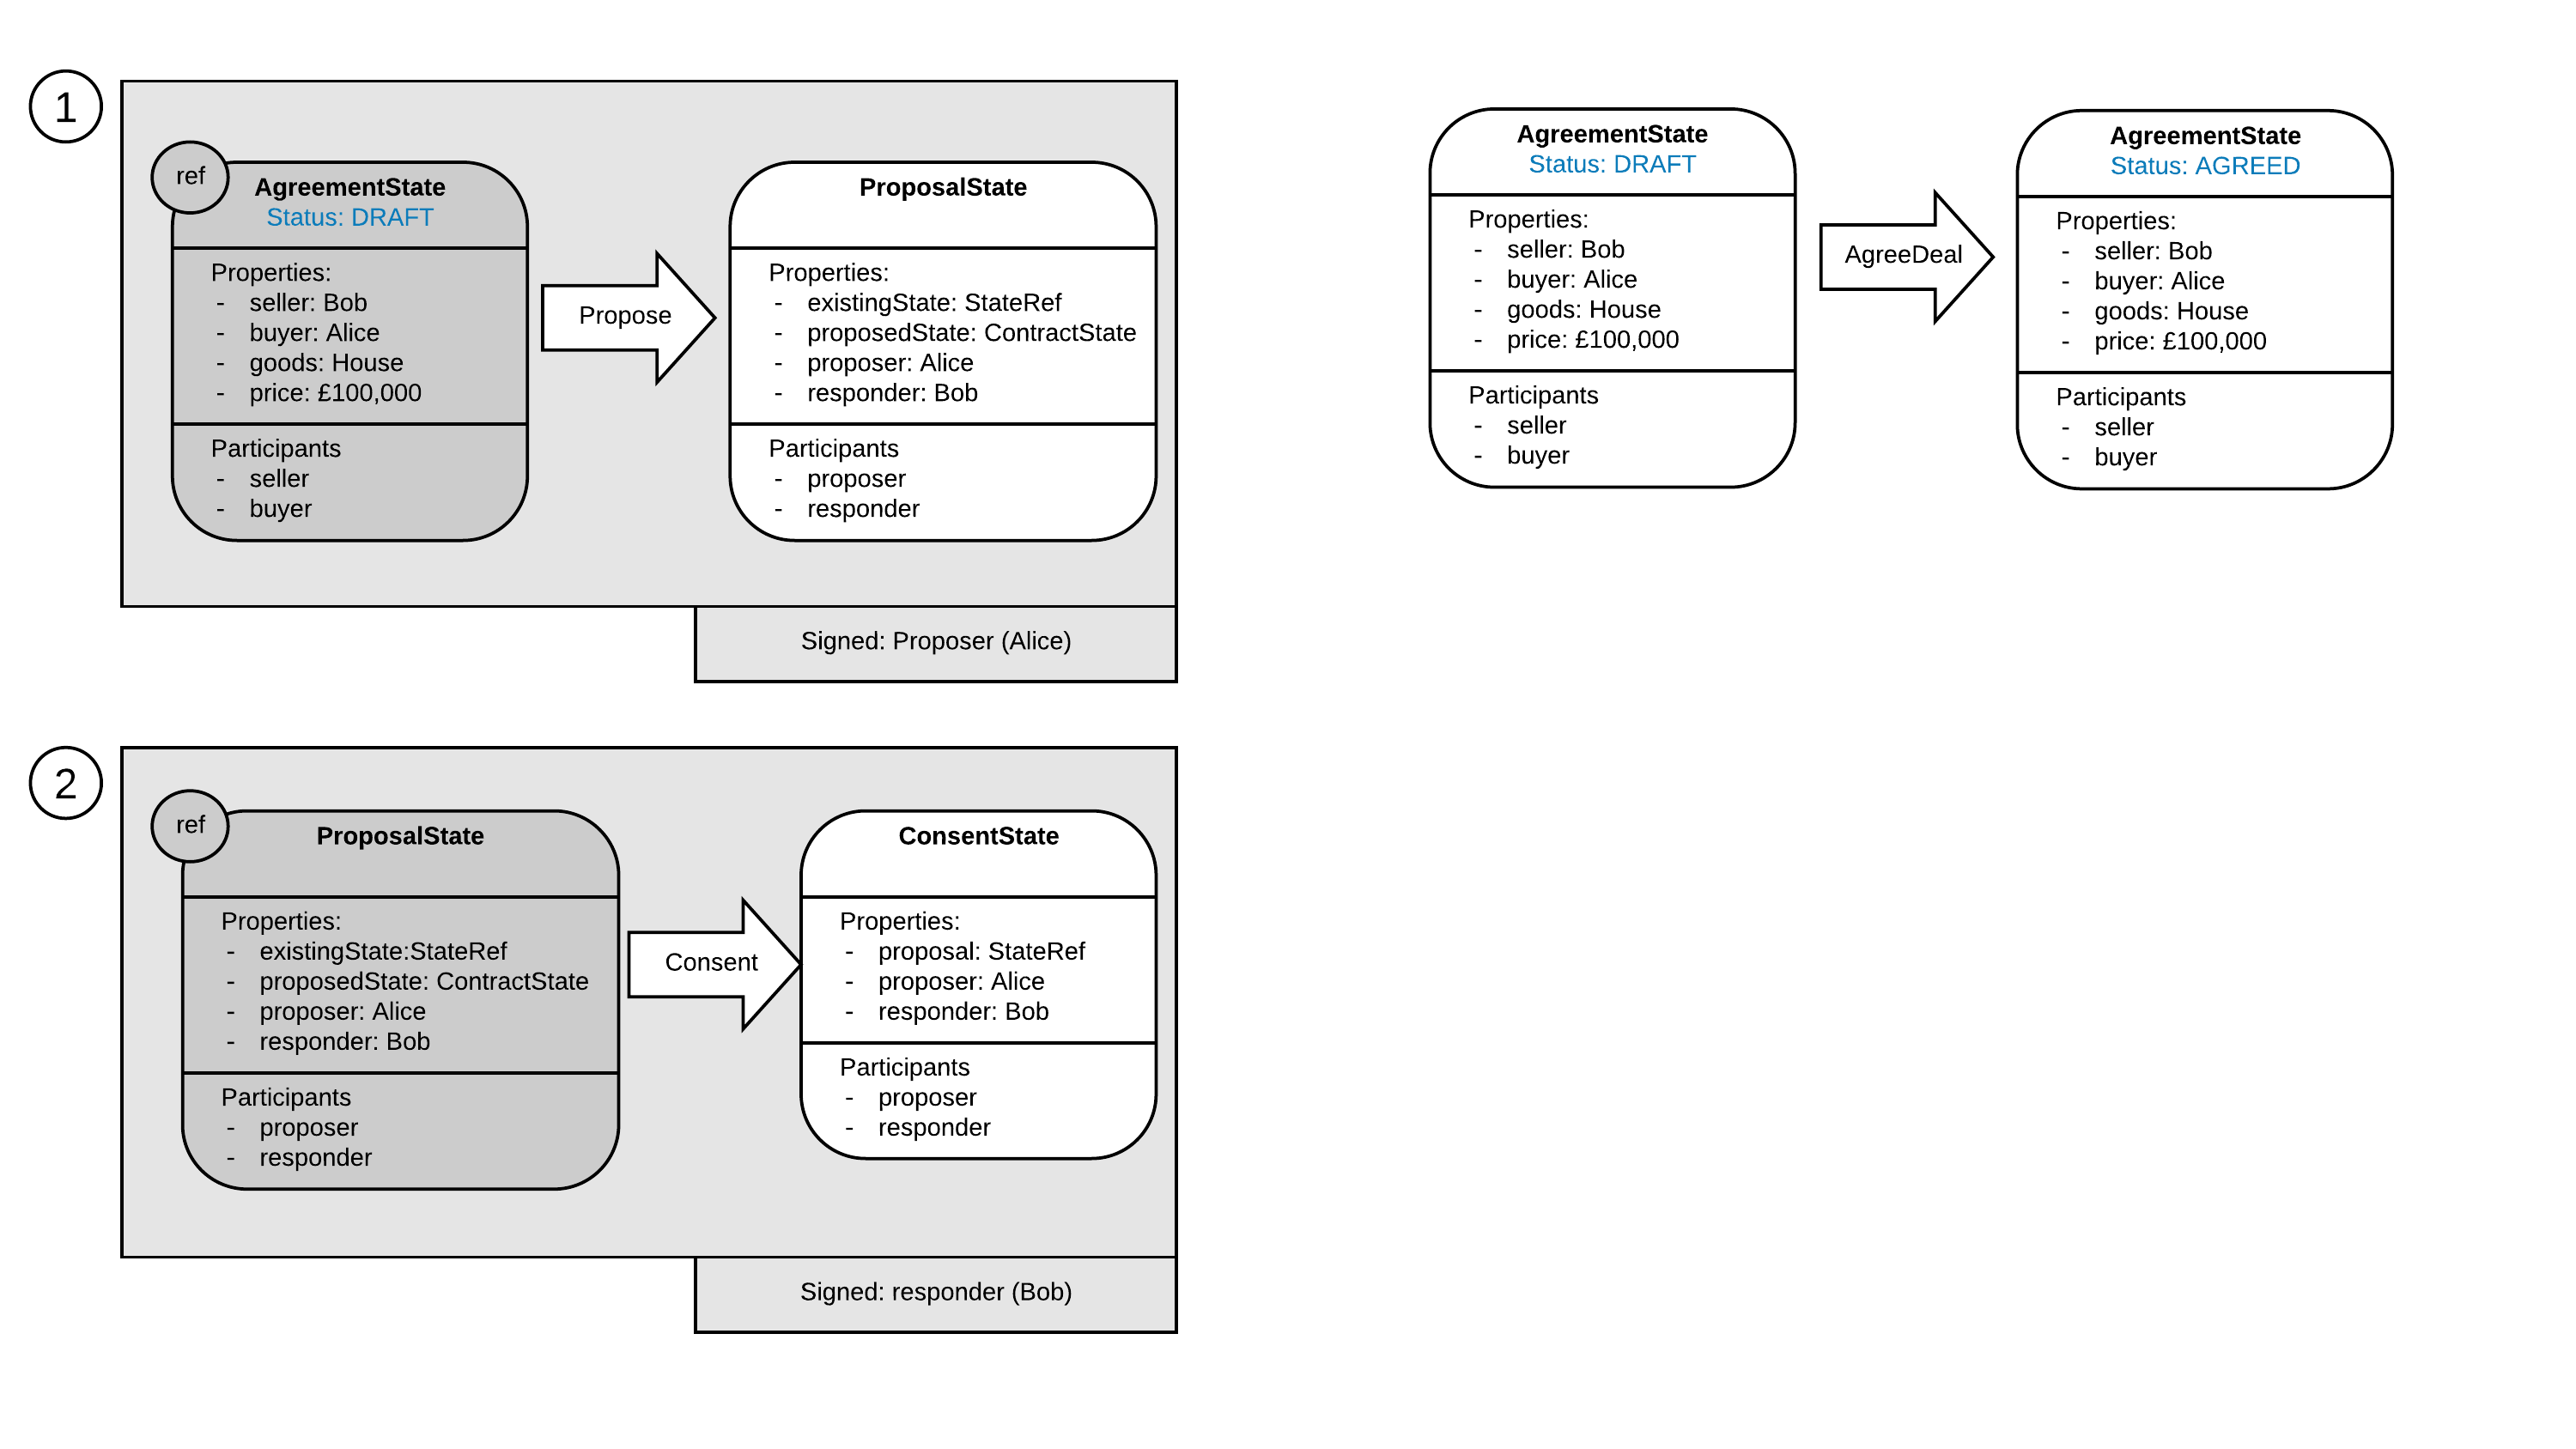 1
ref
AgreementState
Status: DRAFT
Properties:
- seller: Bob
- buyer: Alice
- goods: House
- price: £100,000
Participants
- seller
- buyer
Propose
ProposalState
Properties:
- existingState: StateRef
- proposedState: ContractState
- proposer: Alice
- responder: Bob
Participants
- proposer
- responder
Signed: Proposer (Alice)
AgreementState
Status: DRAFT
Properties:
- seller: Bob
- buyer: Alice
- goods: House
- price: £100,000
Participants
- seller
- buyer
AgreeDeal
AgreementState
Status: AGREED
Properties:
- seller: Bob
- buyer: Alice
- goods: House
- price: £100,000
Participants
- seller
- buyer
2
ref
ProposalState
Properties:
- existingState:StateRef
- proposedState: ContractState
- proposer: Alice
- responder: Bob
Participants
- proposer
- responder
Consent
ConsentState
Properties:
- proposal: StateRef
- proposer: Alice
- responder: Bob
Participants
- proposer
- responder
Signed: responder (Bob)